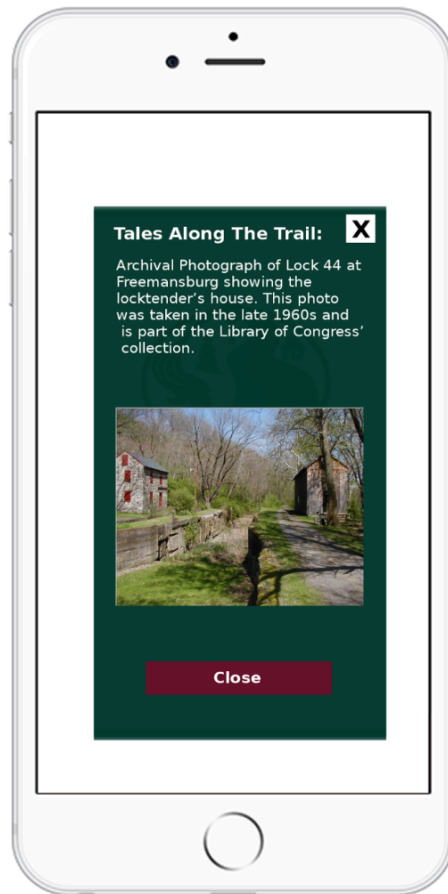 Tales Along The Trail:
X
Archival Photograph of Lock 44 at
Freemansburg showing the
locktender’s house. This photo
was taken in the late 1960s and
is part of the Library of Congress’
collection.
Close